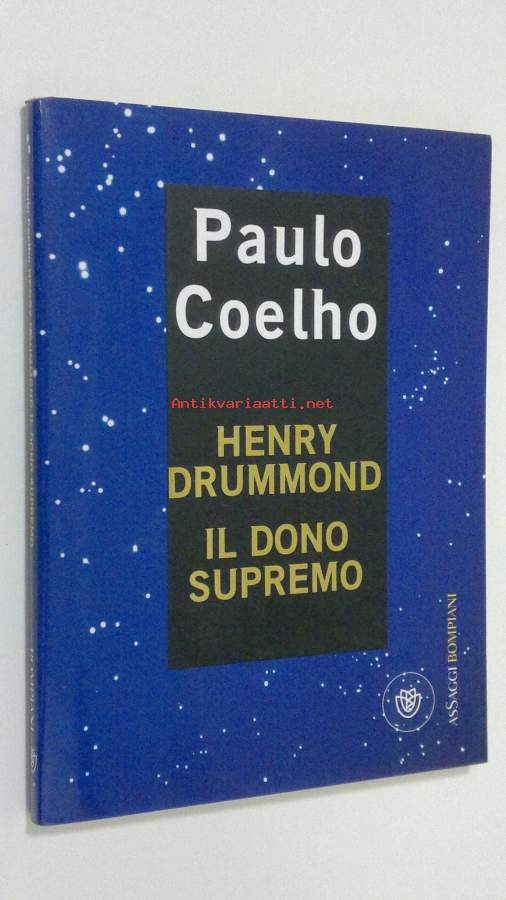 Paulo
Coelho
Antikvariaatti.net
HENRY
DRUMMOND
IL DONO
SUPREMO
ASSAGGI BOMPIANI